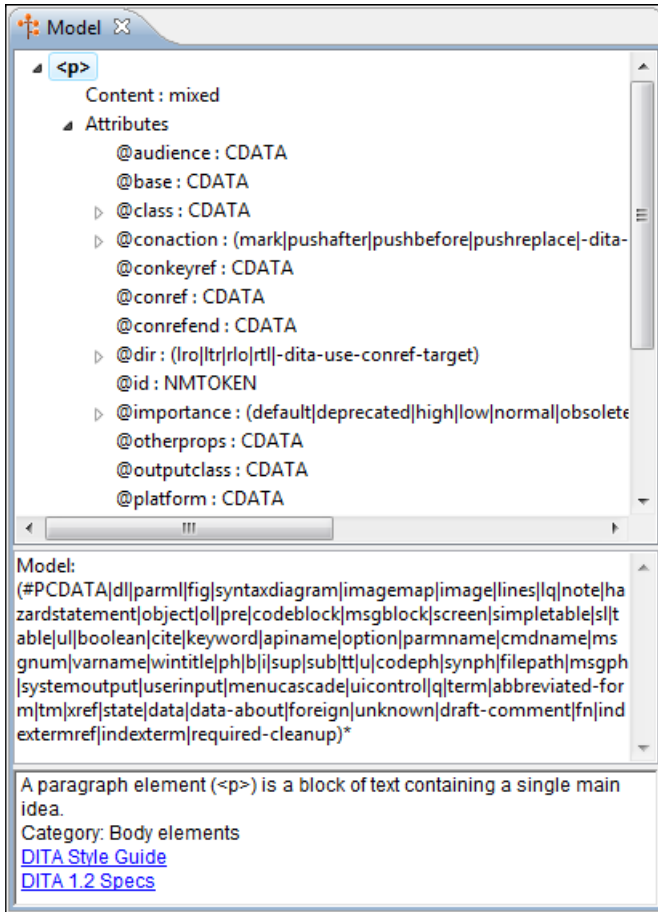 Model
<p>
Content : mixed
Attributes
@audience : CDATA
@base : CDATA
@class : CDATA
@conaction : (mark|pushafter|pushbefore|pushreplace|-dita-
@conkeyref : CDATA
@conref : CDATA
@conrefend : CDATA
@dir : (lro|ltr|rlo|rtl|-dita-use-conref-target)
@id : NMTOKEN
@importance : (default|deprecated|high|low|normal|obsolete
@otherprops : CDATA
@outputclass : CDATA
@platform : CDATA
Model:
(#PCDATA|dl|parml|fig|syntaxdiagram|imagemap|image|lines|lq|note|ha
zardstatement|object|ol|pre|codeblock|msgblock|screen|simpletable|sl|t
able|ul|boolean|cite|keyword|apiname|option|parmname|cmdname|ms
gnum|varname|wintitle|ph|b|i|sup|sub|tt|u|codeph|synph|filepath|msgph
|systemoutput|userinput|menucascade|uicontrol|q|term|abbreviated-for
m|tm|xref|state|data|data-about|foreign|unknown|draft-comment|fn|ind
extermref|indexterm|required-cleanup)*
A paragraph element (<p>) is a block of text containing a single main
idea.
Category: Body elements
DITA Style Guide
DITA 1.2 Specs